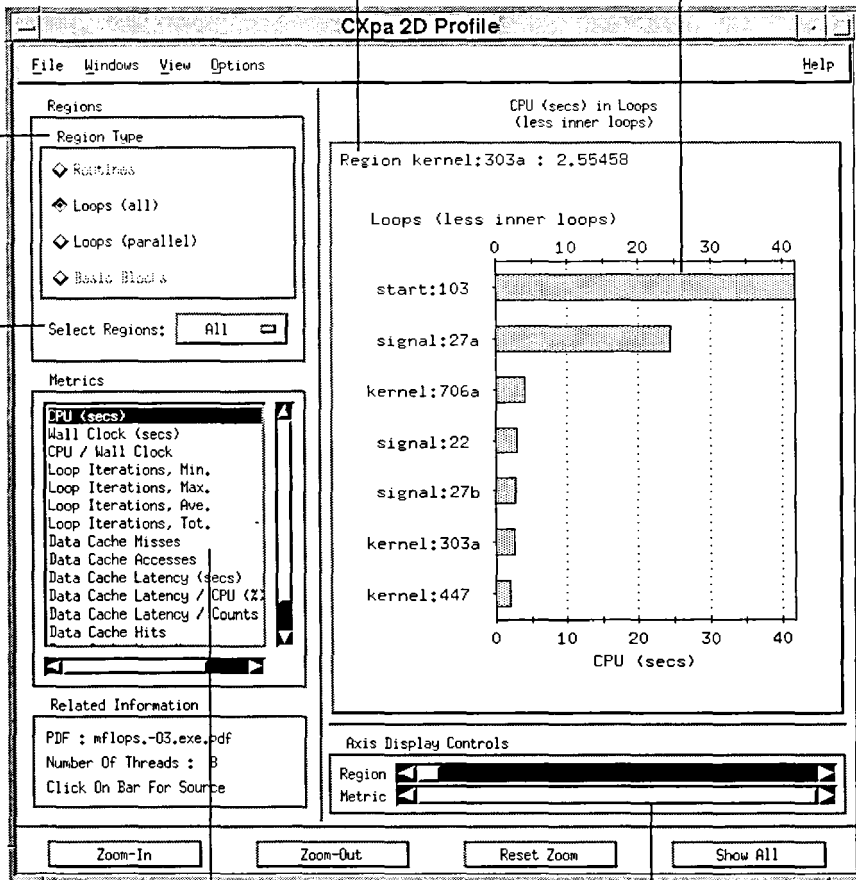 CXpa 2D Profile
File Windows View Options Help
Regions
Region Type
Routines
Loops (all)
Loops (parallel)
Basic Blocks
Select Regions: All
Metrics
CPU (secs)
Wall Clock (secs)
CPU / Wall Clock
Loop Iterations, Min.
Loop Iterations, Max.
Loop Iterations, Ave.
Loop Iterations, Tot.
Data Cache Misses
Data Cache Accesses
Data Cache Latency (secs)
Data Cache Latency / CPU (%)
Data Cache Latency / Counts
Data Cache Hits
Related Information
PDF : mflops.-O3.exe.pdf
Number Of Threads : 8
Click On Bar For Source
CPU (secs) in Loops
(less inner loops)
Region kernel:303a : 2.55458
Loops (less inner loops)
0 10 20 30 40
start:103
signal:27a
kernel:706a
signal:22
signal:27b
kernel:303a
kernel:447
0 10 20 30 40
CPU (secs)
Axis Display Controls
Region
Metric
Zoom-In Zoom-Out Reset Zoom Show All